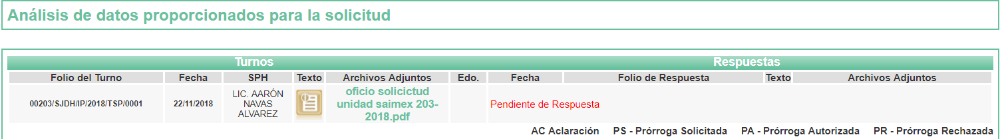 Análisis de datos proporcionados para la solicitud
Turnos Respuestas
Folio del Turno Fecha SPH Texto Archivos Adjuntos Edo. Fecha Folio de Respuesta Texto Archivos Adjuntos
00203/SJDH/IP/2018/TSP/0001 22/11/2018 LIC. AARÓN
NAVAS
ALVAREZ
oficio solicictud
unidad saimex 203-
2018.pdf
Pendiente de Respuesta
AC Aclaración PS - Prórroga Solicitada PA - Prórroga Autorizada PR - Prórroga Rechazada